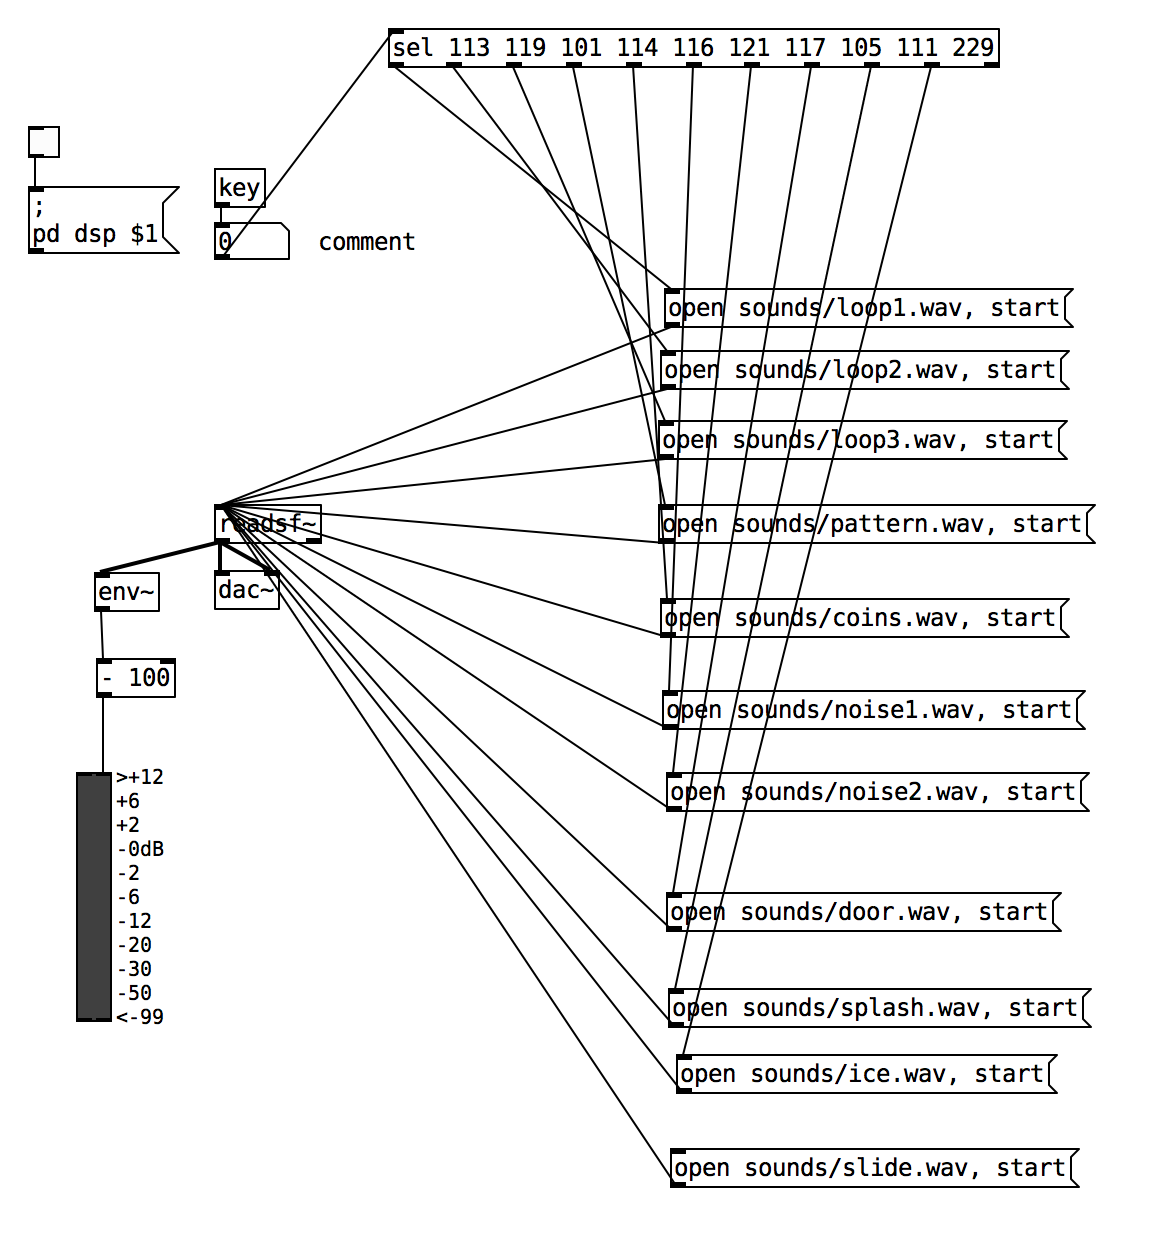 sel 113 119 101 114 116 121 117 105 111 229
;
pd dsp $1
key
0
comment
open sounds/loop1.wav, start
open sounds/loop2.wav, start
open sounds/loop3.wav, start
open sounds/pattern.wav, start
readsf~
env~
dac~
open sounds/coins.wav, start
- 100
open sounds/noise1.wav, start
open sounds/noise2.wav, start
>+12
+6
+2
-0dB
-2
-6
-12
-20
-30
-50
<-99
open sounds/door.wav, start
open sounds/splash.wav, start
open sounds/ice.wav, start
open sounds/slide.wav, start